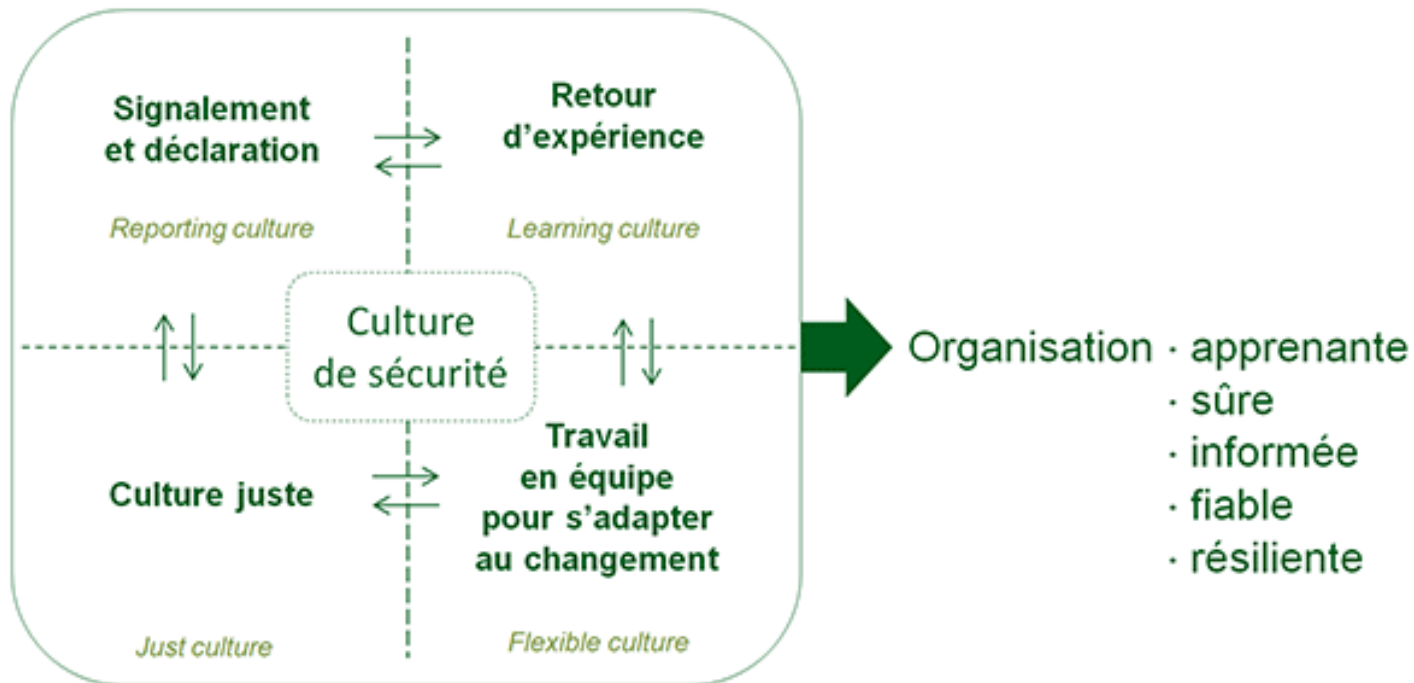 Signalement
et déclaration
Reporting culture
Retour
d'expérience
Learning culture
Culture
de sécurité
Culture juste
Just culture
Travail
en équipe
pour s'adapter
au changement
Flexible culture
Organisation · apprenante
· sûre
· informée
· fiable
· résiliente